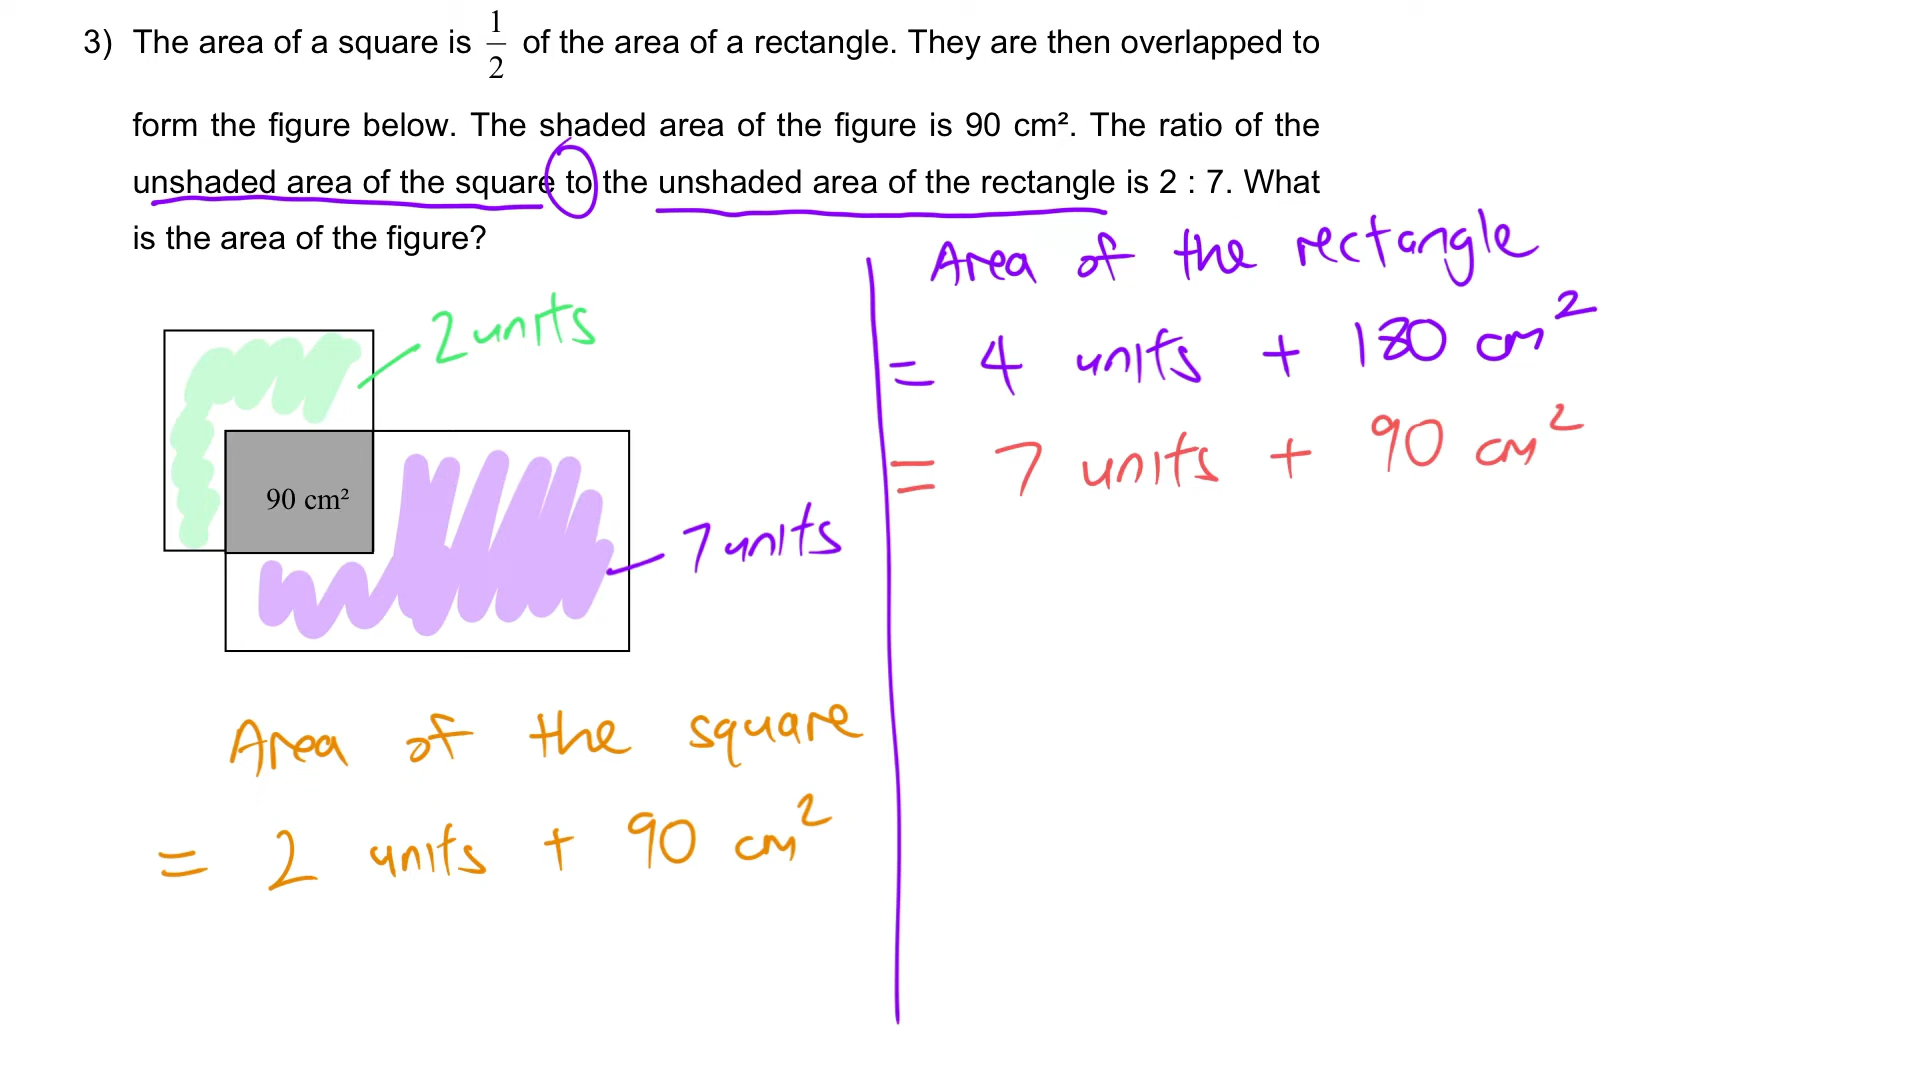 3) The area of a square is 1/2 of the area of a rectangle. They are then overlapped to
form the figure below. The shaded area of the figure is 90 cm². The ratio of the
unshaded area of the square to the unshaded area of the rectangle is 2 : 7. What
is the area of the figure?
2 units
90 cm²
7 units
Area of the square
= 2 units + 90 cm²
Area of the rectangle
= 4 units + 180 cm²
= 7 units + 90 cm²